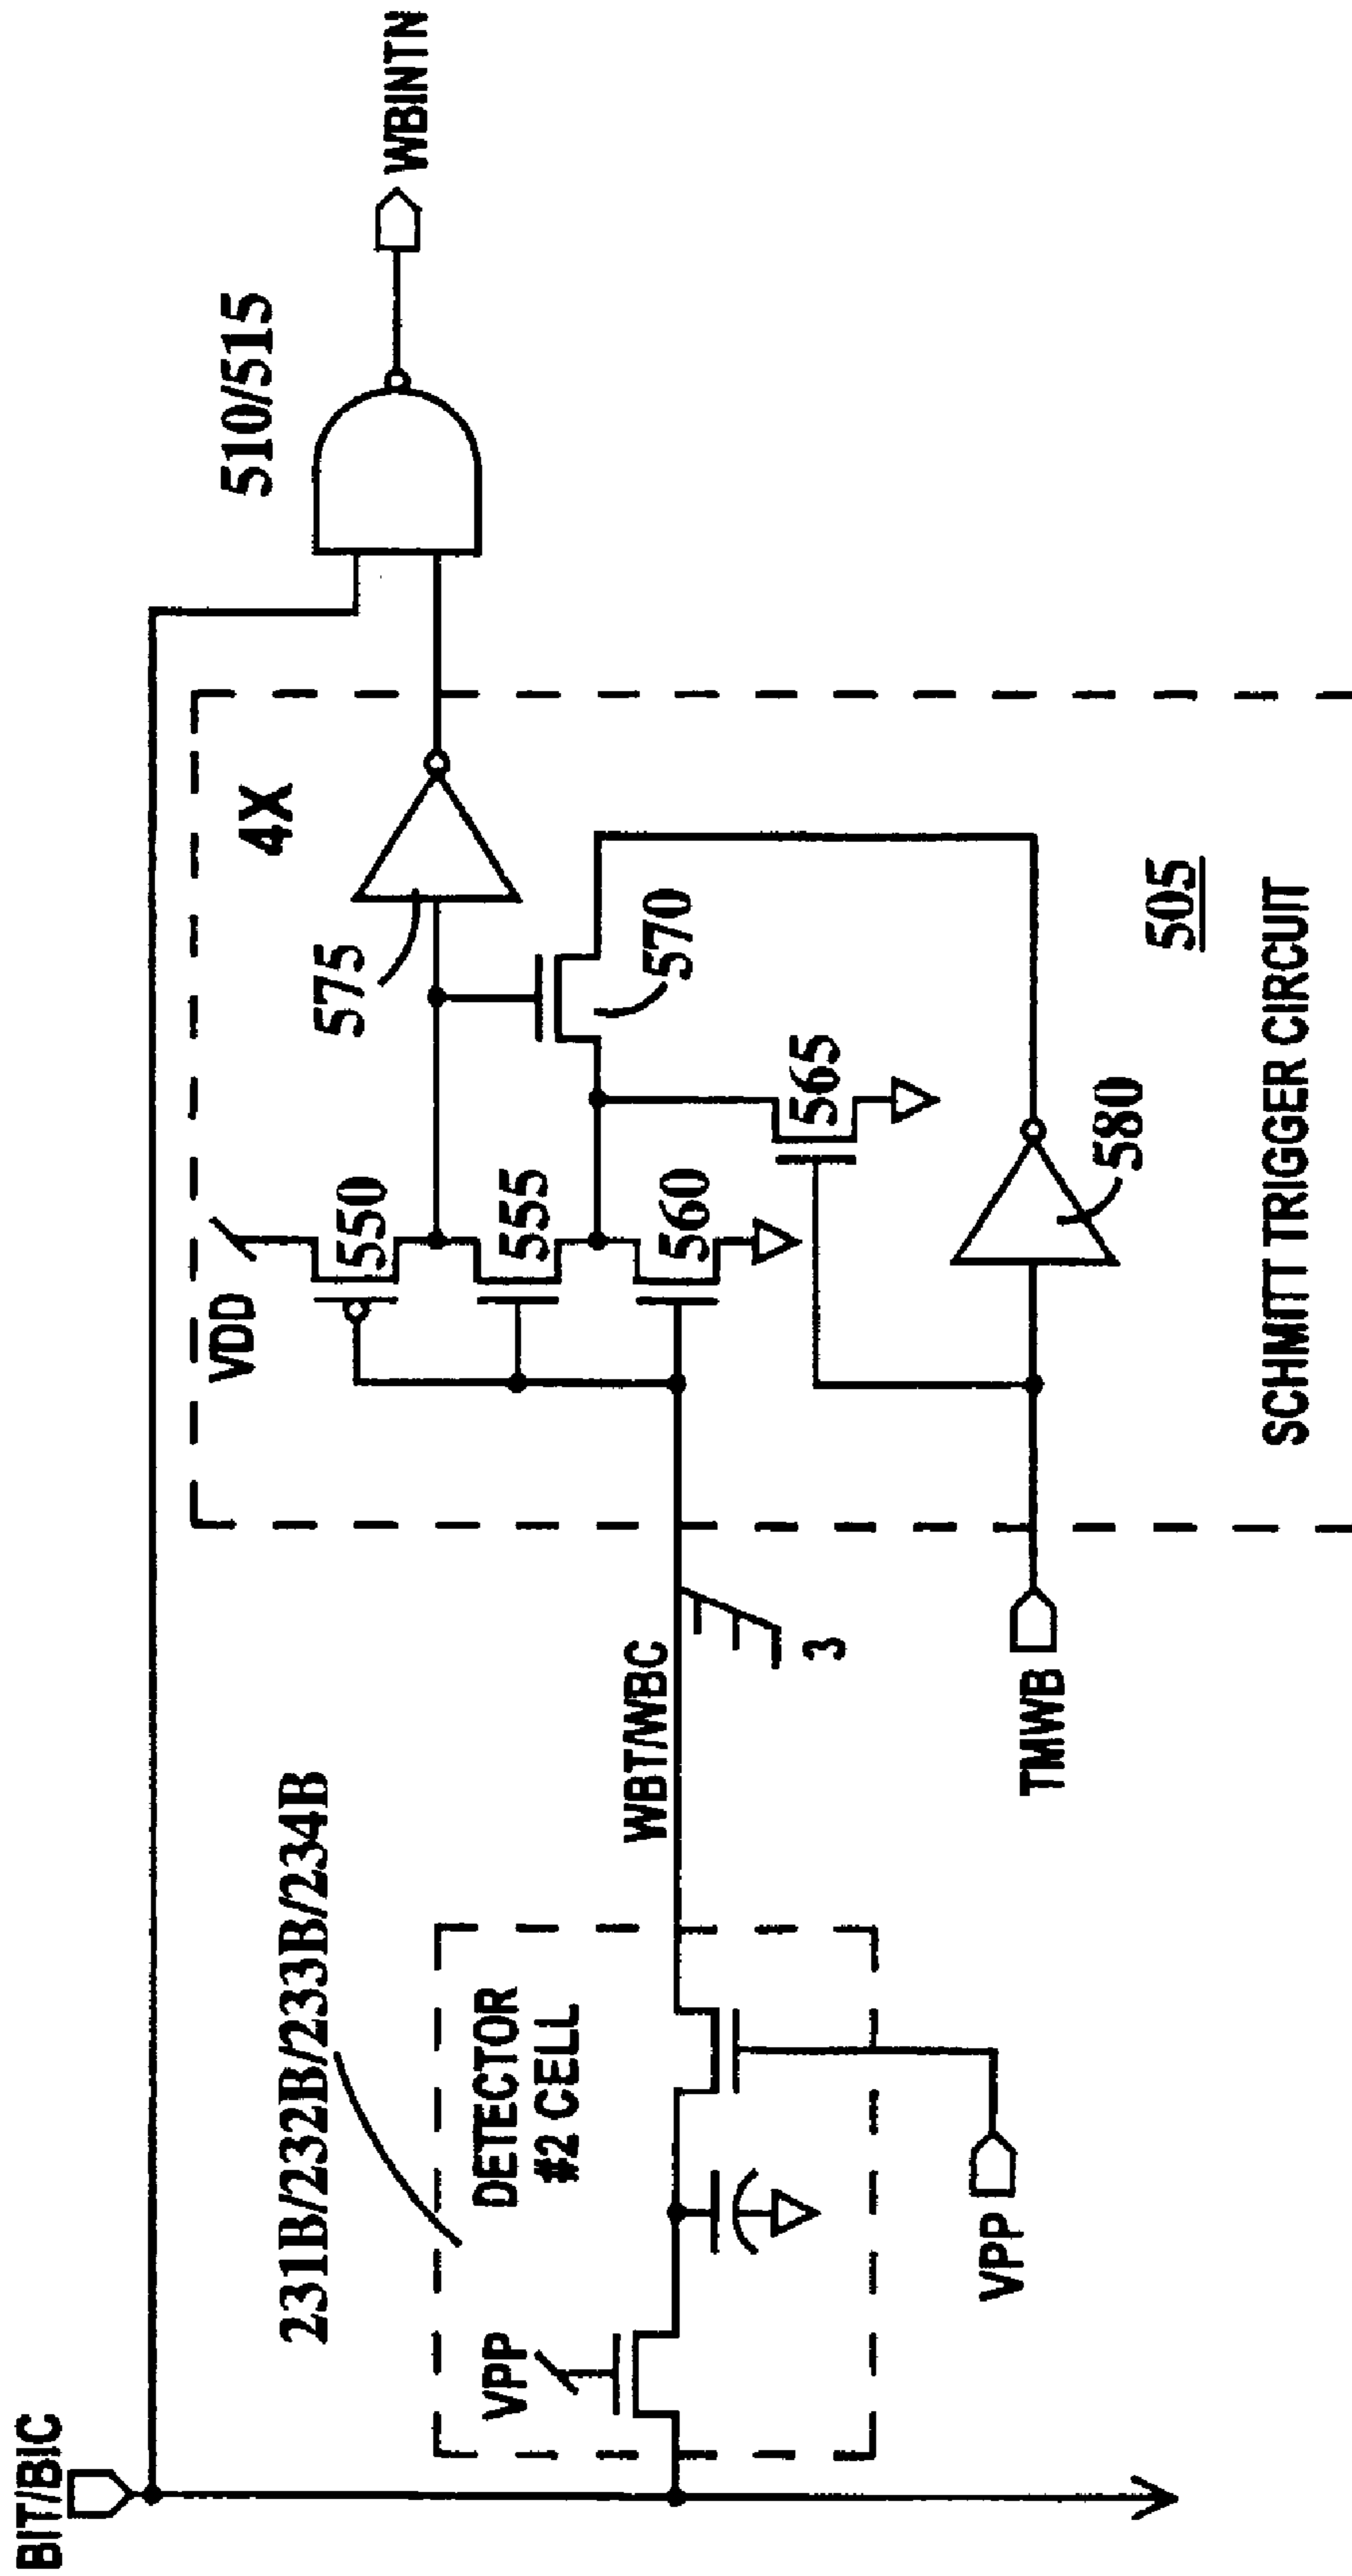 BIT/BIC
231B/232B/233B/234B
DETECTOR
#2 CELL
VPP
VPP
WBT/WBC
3
TMWB
VDD
550
555
560
565
570
575
580
4X
505
SCHMITT TRIGGER CIRCUIT
510/515
WBINTN